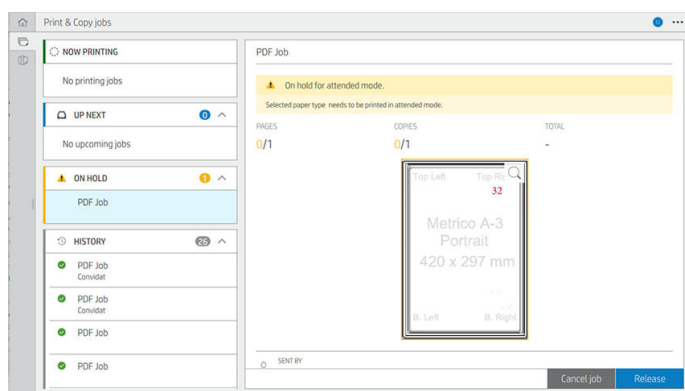 Print & Copy jobs
0
NOW PRINTING
No printing jobs
UP NEXT
0
No upcoming jobs
ON HOLD
1
PDF Job
HISTORY
26
PDF Job
Convidat
PDF Job
Convidat
PDF Job
PDF Job
PDF Job
On hold for attended mode.
Selected paper type needs to be printed in attended mode.
PAGES
COPIES
TOTAL
0/1
0/1
-
Top Left
32
Metrico A-3
Portrait
420 x 297 mm
B. Left
B. Right
SENT BY
Cancel job
Release